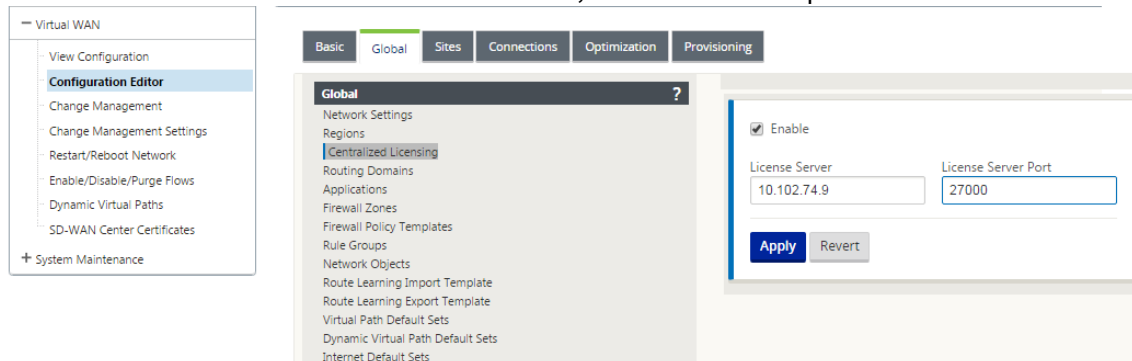 Virtual WAN
View Configuration
Configuration Editor
Change Management
Change Management Settings
Restart/Reboot Network
Enable/Disable/Purge Flows
Dynamic Virtual Paths
SD-WAN Center Certificates
System Maintenance
Basic Global Sites Connections Optimization Provisioning
Global ?
Network Settings
Regions
Centralized Licensing
Routing Domains
Applications
Firewall Zones
Firewall Policy Templates
Rule Groups
Network Objects
Route Learning Import Template
Route Learning Export Template
Virtual Path Default Sets
Dynamic Virtual Path Default Sets
Internet Default Sets
Enable
License Server License Server Port
10.102.74.9 27000
Apply Revert